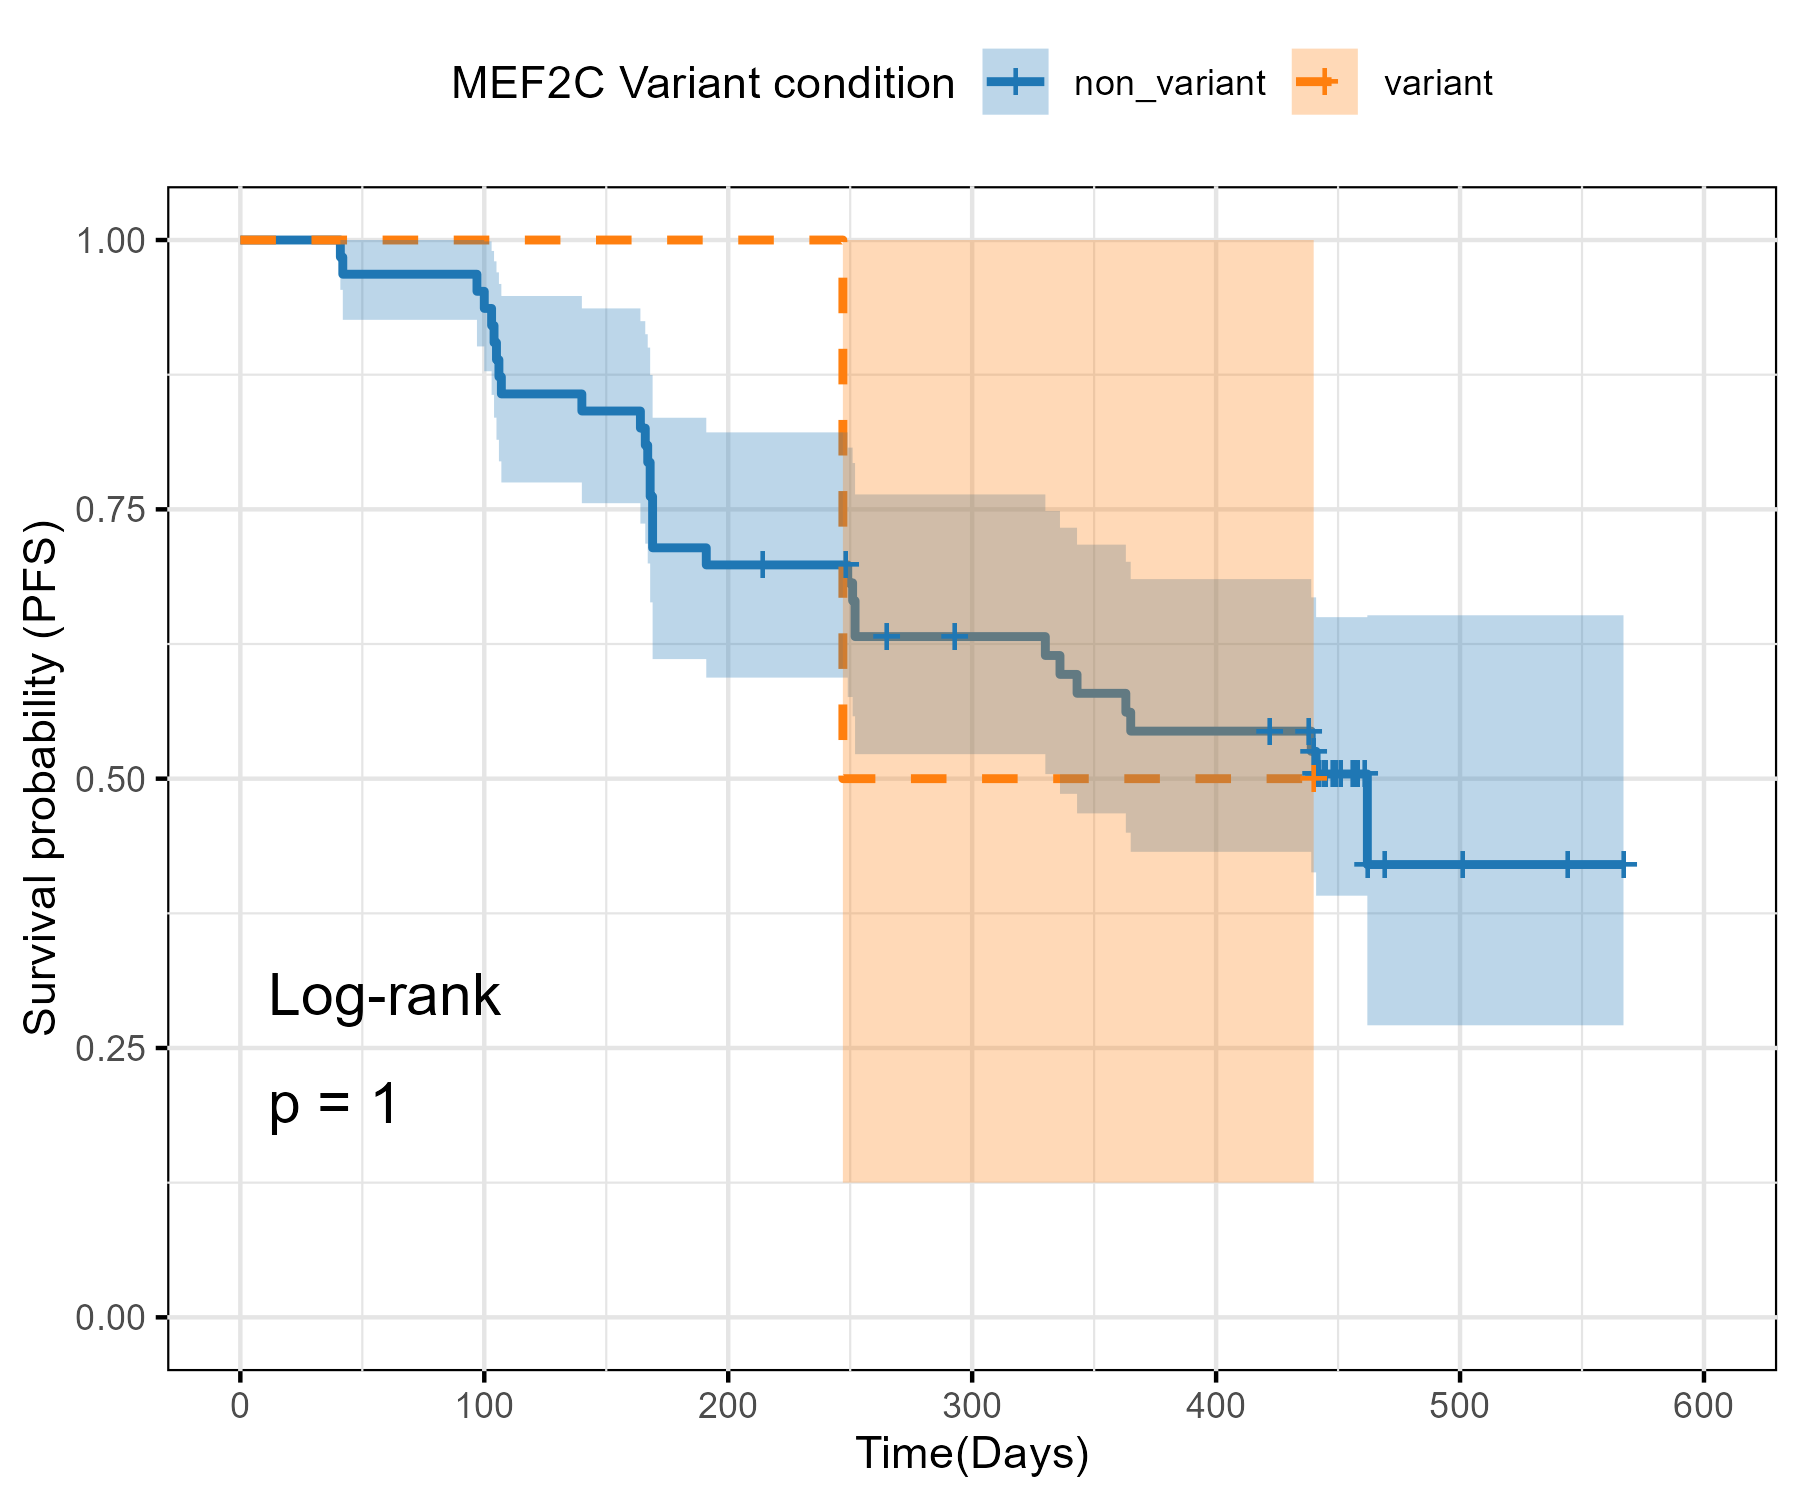 MEF2C Variant condition non_variant variant
Survival probability (PFS)
1.00
0.75
0.50
0.25
0.00
Log-rank
p = 1
0 100 200 300 400 500 600
Time(Days)